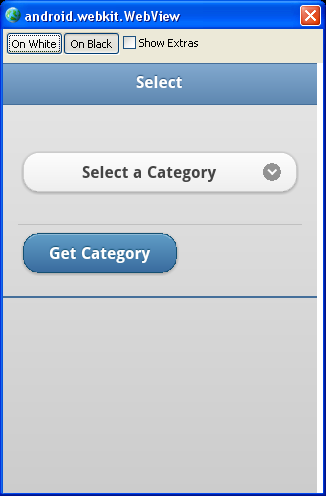 android.webkit.WebView
On White On Black Show Extras
Select
Select a Category
Get Category